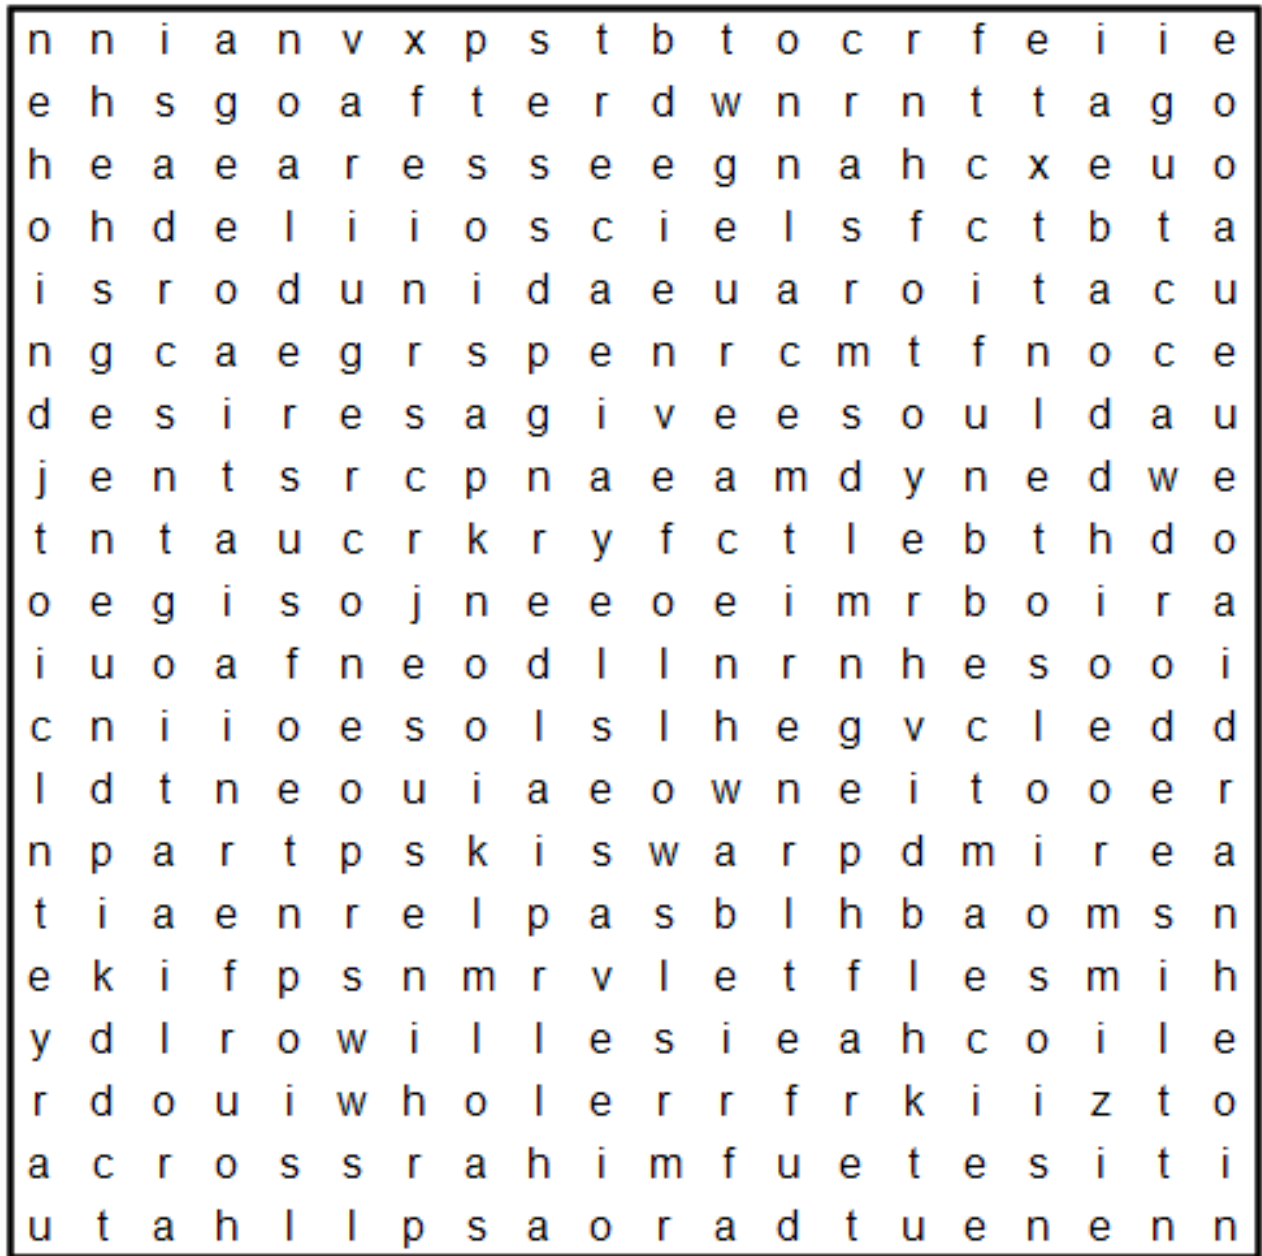 n n i a n v x p s t b t o c r f e i i e
e h s g o a f t e r d w n r n t t a g o
h e a e a r e s s e e g n a h c x e u o
o h d e l i i o s c i e l s f c t b t a
i s r o d u n i d a e u a r o i t a c u
n g c a e g r s p e n r c m t f n o c e
d e s i r e s a g i v e e s o u l d a u
j e n t s r c p n a e a m d y n e d w e
t n t a u c r k r y f c t l e b t h d o
o e g i s o j n e e o e i m r b o i r a
i u o a f n e o d l l n r n h e s o o i
c n i i o e s o l s l h e g v c l e d d
l d t n e o u i a e o w n e i t o o e r
n p a r t p s k i s w a r p d m i r e a
t i a e n r e l p a s b l h b a o m s n
e k i f p s n m r v l e t f l e s m i h
y d l r o w i l l e s i e a h c o i l e
r d o u i w h o l e r r f r k i i z t o
a c r o s s r a h i m f u e t e s i t i
u t a h l l p s a o r a d t u e n e n n